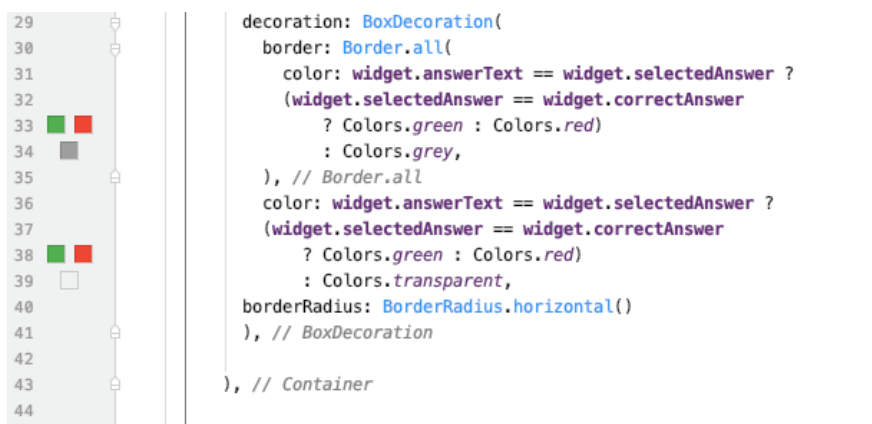 29 decoration: BoxDecoration(
30 border: Border.all(
31 color: widget.answerText == widget.selectedAnswer ?
32 (widget.selectedAnswer == widget.correctAnswer
33 ? Colors.green : Colors.red)
34 : Colors.grey,
35 ), // Border.all
36 color: widget.answerText == widget.selectedAnswer ?
37 (widget.selectedAnswer == widget.correctAnswer
38 ? Colors.green : Colors.red)
39 : Colors.transparent,
40 borderRadius: BorderRadius.horizontal()
41 ), // BoxDecoration
42
43 ), // Container
44